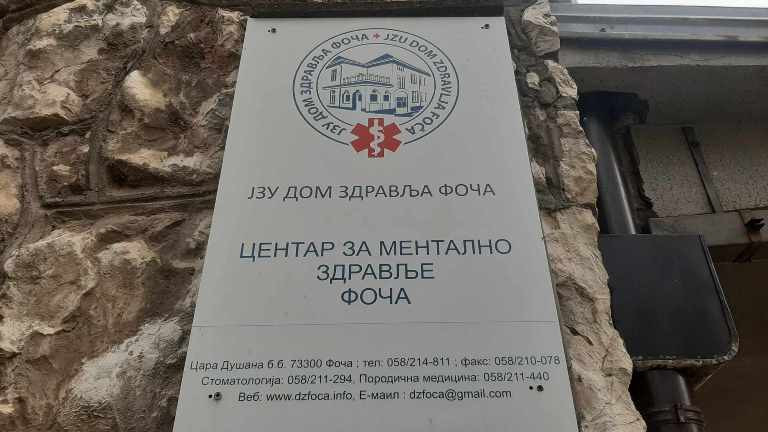 ЈЗУ ДОМ ЗДРАВЉА ФОЧА + JZU DOM ZDRAVLJA FOČA
ЈЗУ ДОМ ЗДРАВЉА ФОЧА
ЦЕНТАР ЗА МЕНТАЛНО
ЗДРАВЉЕ
ФОЧА
Цара Душана б.б. 73300 Фоча ; тел: 058/214-811 ; факс: 058/210-078
Стоматологија: 058/211-294, Породична медицина: 058/211-440
Веб: www.dzfoca.info, Е-маил : dzfoca@gmail.com